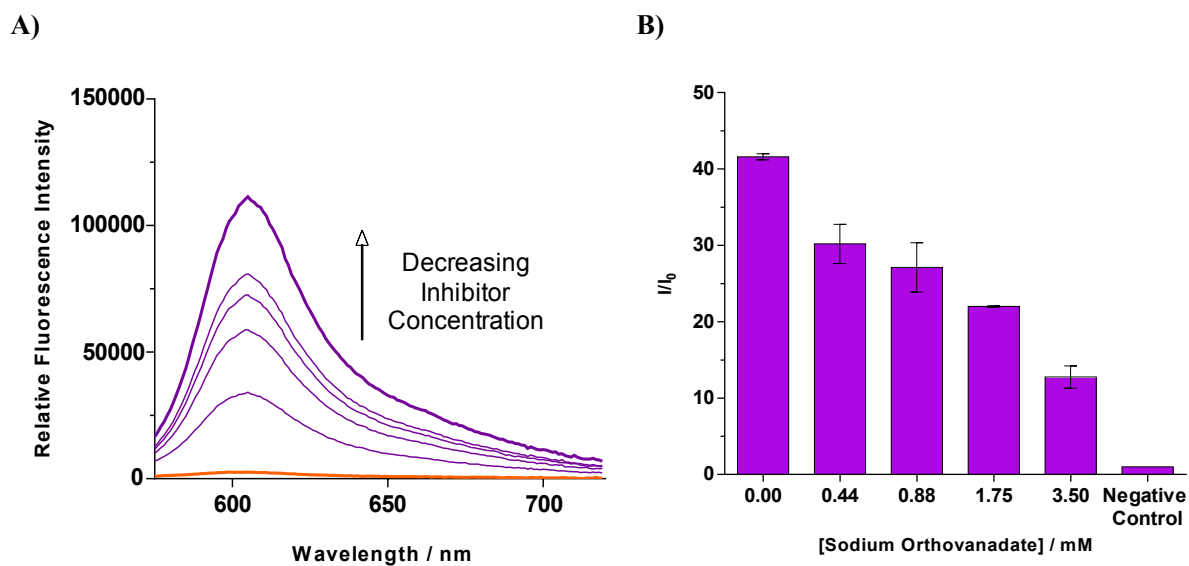 A)
150000
100000
50000
0
Relative Fluorescence Intensity
Decreasing
Inhibitor
Concentration
600
650
700
Wavelength / nm
B)
50
40
30
20
10
0
I/I₀
0.00
0.44
0.88
1.75
3.50
Negative
Control
[Sodium Orthovanadate] / mM